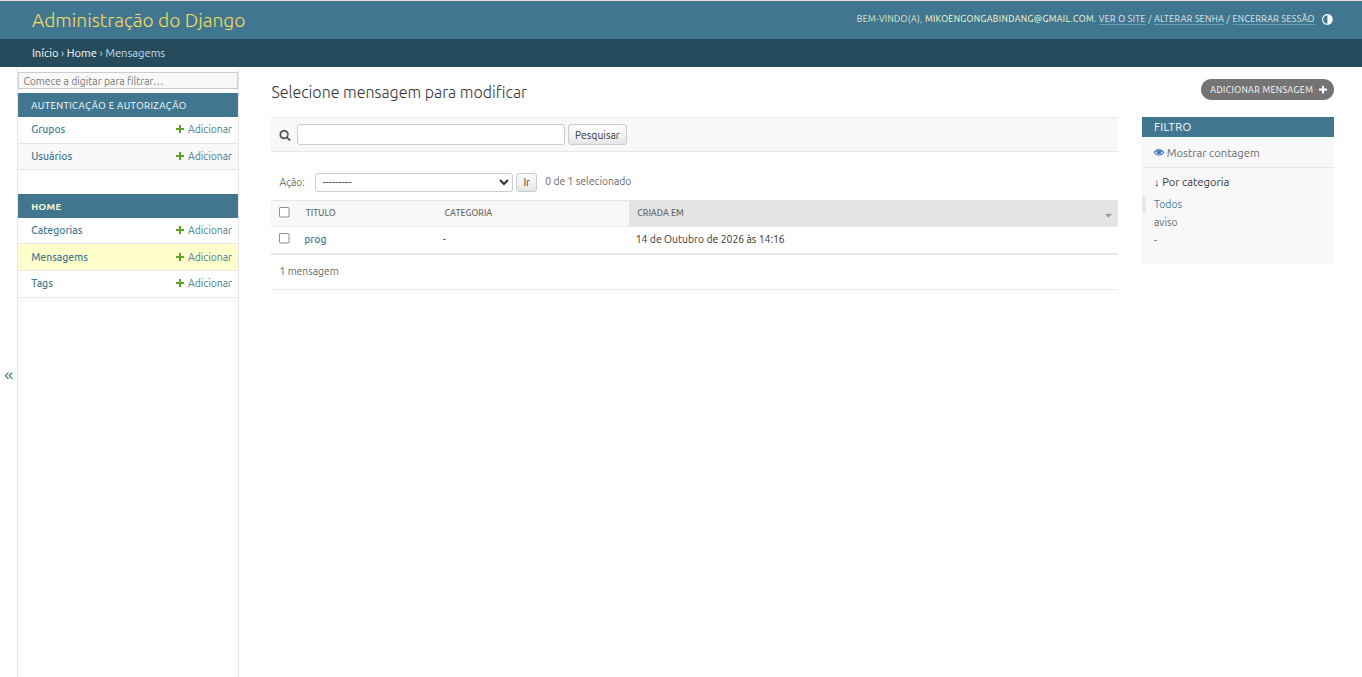 Administração do Django
BEM-VINDO(A), MIKOENGONGABINDANG@GMAIL.COM. VER O SITE / ALTERAR SENHA / ENCERRAR SESSÃO
Início › Home › Mensagems
Comece a digitar para filtrar...
AUTENTICAÇÃO E AUTORIZAÇÃO
Grupos + Adicionar
Usuários + Adicionar
HOME
Categorias + Adicionar
Mensagems + Adicionar
Tags + Adicionar
«
Selecione mensagem para modificar
ADICIONAR MENSAGEM +
Pesquisar
Ação: --------- Ir 0 de 1 selecionado
TITULO CATEGORIA CRIADA EM
prog - 14 de Outubro de 2026 às 14:16
1 mensagem
FILTRO
Mostrar contagem
↓ Por categoria
Todos
aviso
-